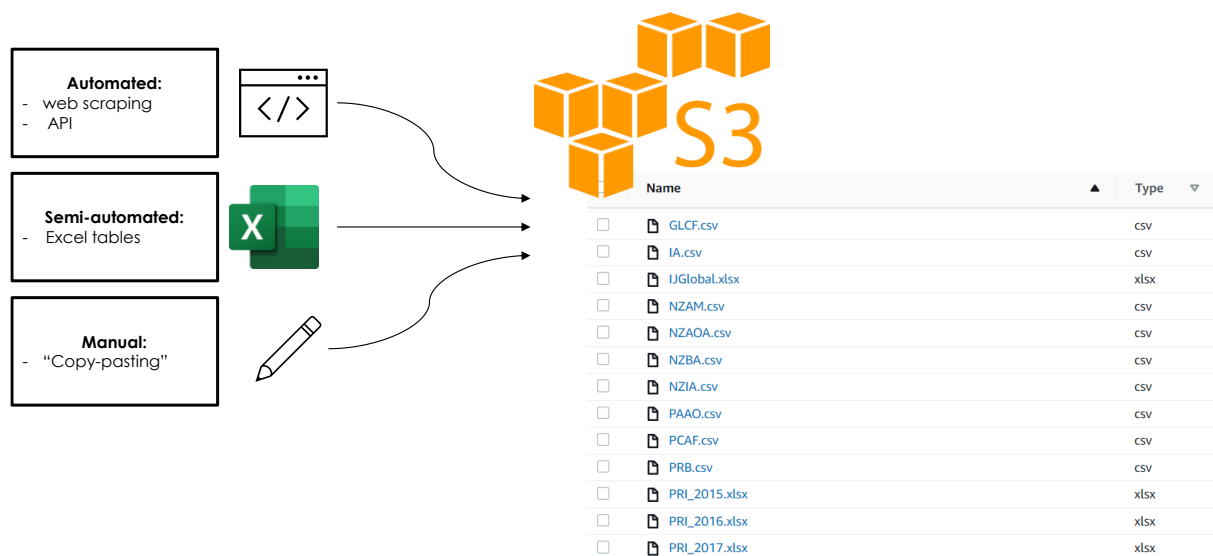 Automated:
- web scraping
- API
</>
Semi-automated:
- Excel tables
X
Manual:
- “Copy-pasting”
S3
Name Type
GLCF.csv csv
IA.csv csv
IJGlobal.xlsx xlsx
NZAM.csv csv
NZAOA.csv csv
NZBA.csv csv
NZIA.csv csv
PAAO.csv csv
PCAF.csv csv
PRB.csv csv
PRI_2015.xlsx xlsx
PRI_2016.xlsx xlsx
PRI_2017.xlsx xlsx